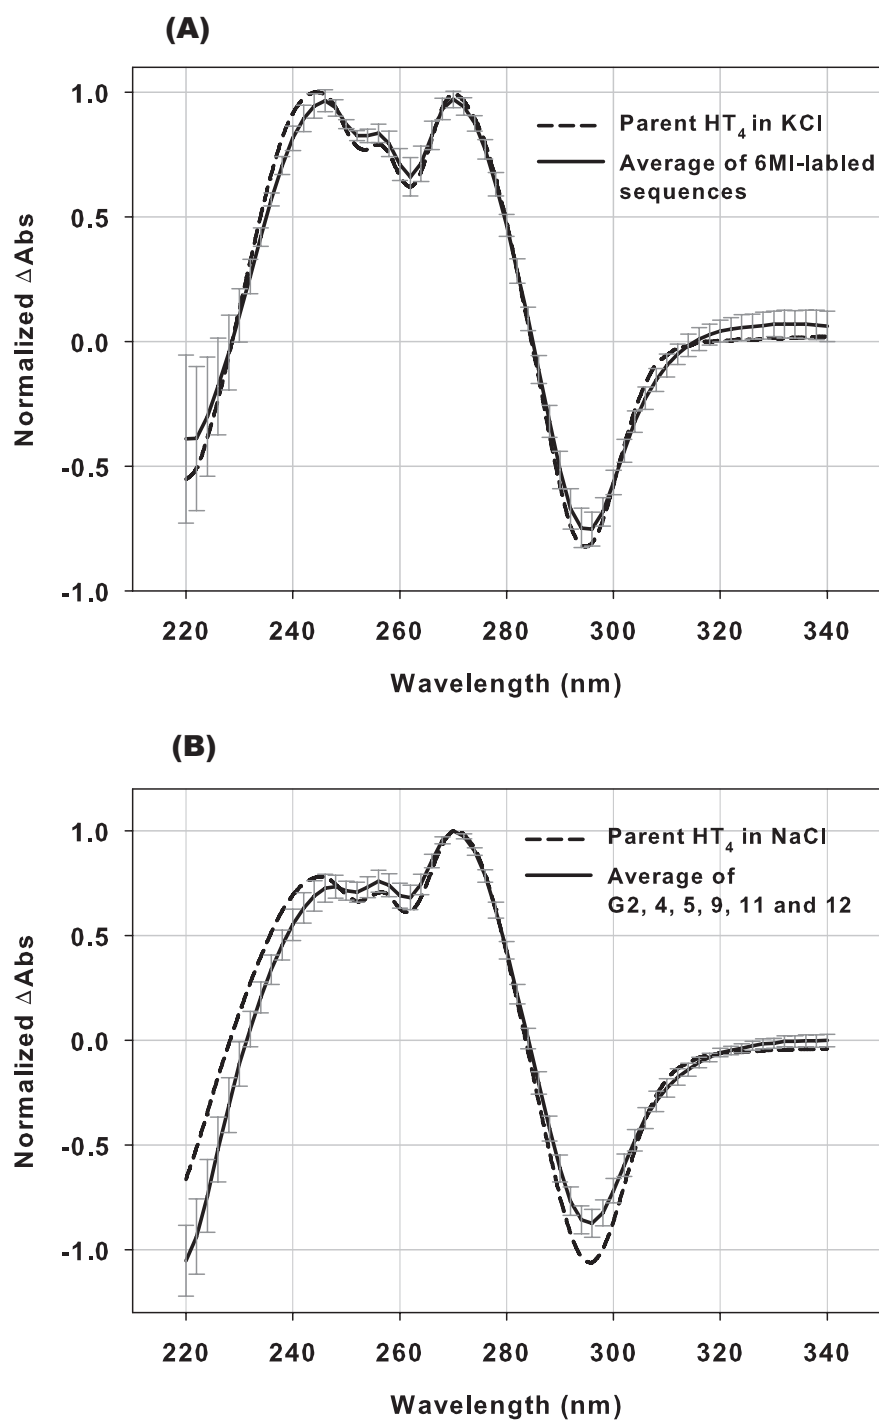 (A)
1.0
0.5
0.0
-0.5
-1.0
Normalized ΔAbs
Parent HT4 in KCl
Average of 6MI-labled
sequences
220 240 260 280 300 320 340
Wavelength (nm)
(B)
1.0
0.5
0.0
-0.5
-1.0
Normalized ΔAbs
Parent HT4 in NaCl
Average of
G2, 4, 5, 9, 11 and 12
220 240 260 280 300 320 340
Wavelength (nm)